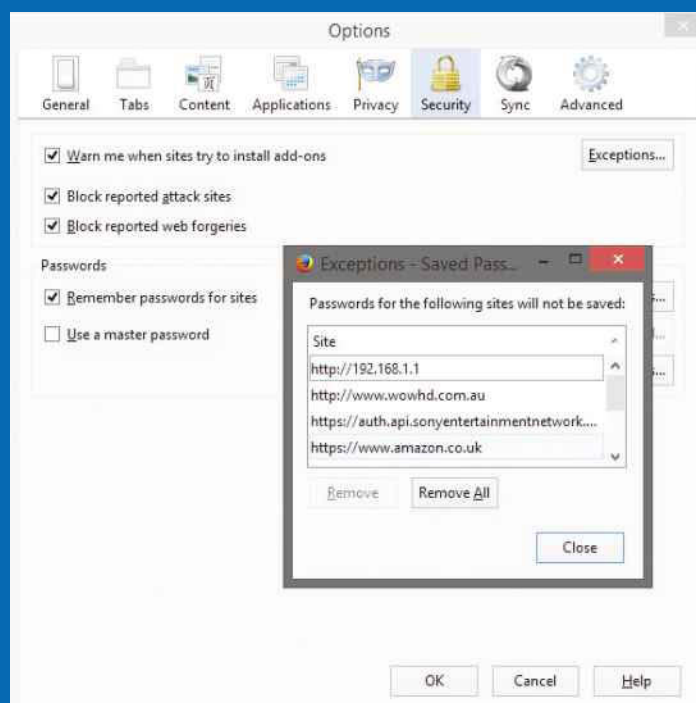 Options
General Tabs Content Applications Privacy Security Sync Advanced
Warn me when sites try to install add-ons Exceptions...
Block reported attack sites
Block reported web forgeries
Passwords
Remember passwords for sites
Use a master password
Exceptions - Saved Pass...
Passwords for the following sites will not be saved:
Site
http://192.168.1.1
http://www.wowhd.com.au
https://auth.api.sonyentertainmentnetwork....
https://www.amazon.co.uk
Remove Remove All
Close
OK Cancel Help